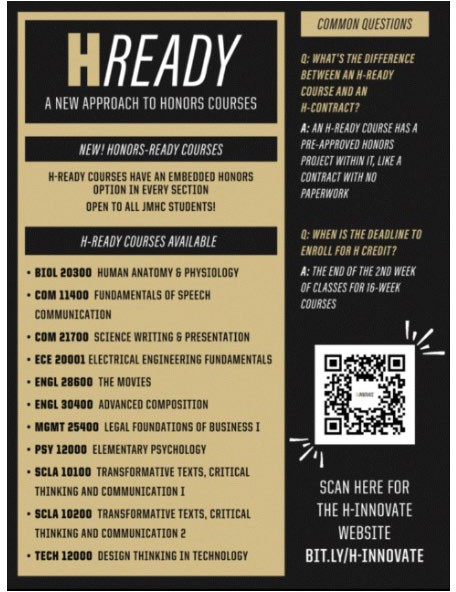 HREADY
A NEW APPROACH TO HONORS COURSES
NEW! HONORS-READY COURSES
H-READY COURSES HAVE AN EMBEDDED HONORS
OPTION IN EVERY SECTION
OPEN TO ALL JMHC STUDENTS!
H-READY COURSES AVAILABLE
• BIOL 20300 HUMAN ANATOMY & PHYSIOLOGY
• COM 11400 FUNDAMENTALS OF SPEECH
COMMUNICATION
• COM 21700 SCIENCE WRITING & PRESENTATION
• ECE 20001 ELECTRICAL ENGINEERING FUNDAMENTALS
• ENGL 28600 THE MOVIES
• ENGL 30400 ADVANCED COMPOSITION
• MGMT 25400 LEGAL FOUNDATIONS OF BUSINESS I
• PSY 12000 ELEMENTARY PSYCHOLOGY
• SCLA 10100 TRANSFORMATIVE TEXTS, CRITICAL
THINKING AND COMMUNICATION I
• SCLA 10200 TRANSFORMATIVE TEXTS, CRITICAL
THINKING AND COMMUNICATION 2
• TECH 12000 DESIGN THINKING IN TECHNOLOGY
COMMON QUESTIONS
Q: WHAT'S THE DIFFERENCE
BETWEEN AN H-READY
COURSE AND AN
H-CONTRACT?
A: AN H-READY COURSE HAS A
PRE-APPROVED HONORS
PROJECT WITHIN IT, LIKE A
CONTRACT WITH NO
PAPERWORK
Q: WHEN IS THE DEADLINE TO
ENROLL FOR H CREDIT?
A: THE END OF THE 2ND WEEK
OF CLASSES FOR 16-WEEK
COURSES
SCAN HERE FOR
THE H-INNOVATE
WEBSITE
BIT.LY/H-INNOVATE